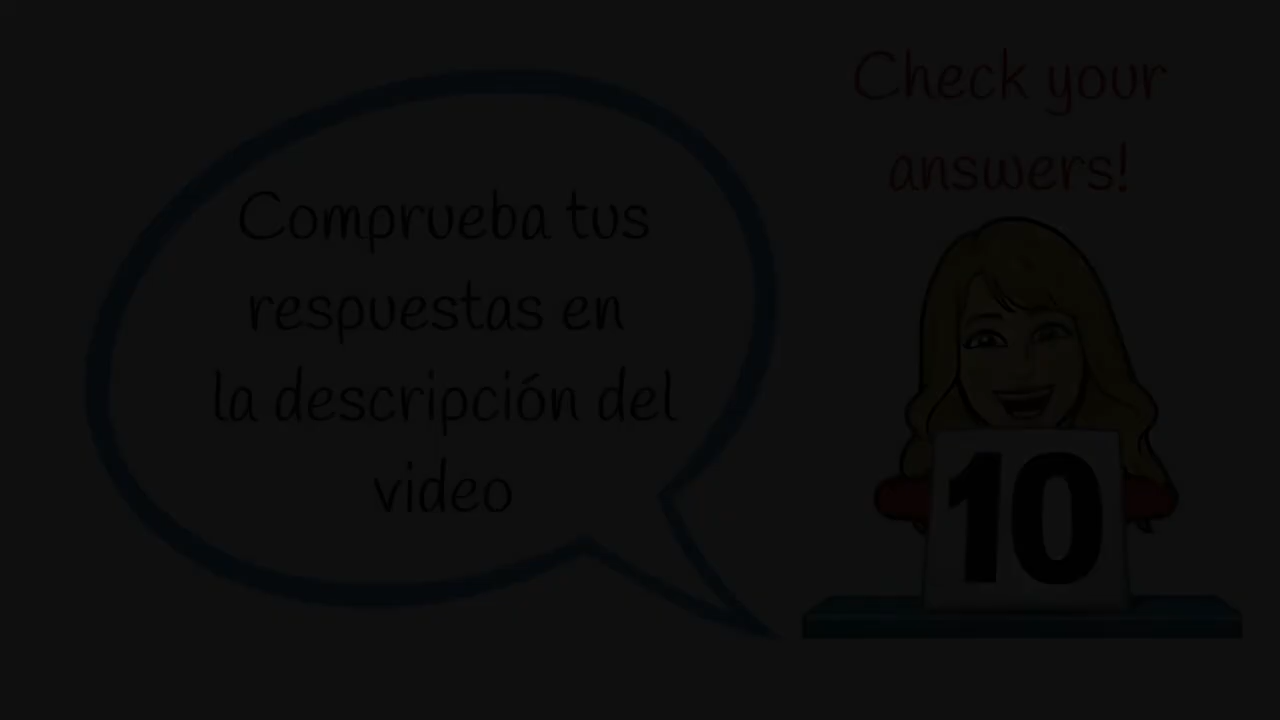 Check your
answers!
Comprueba tus
respuestas en
la descripción del
video
10